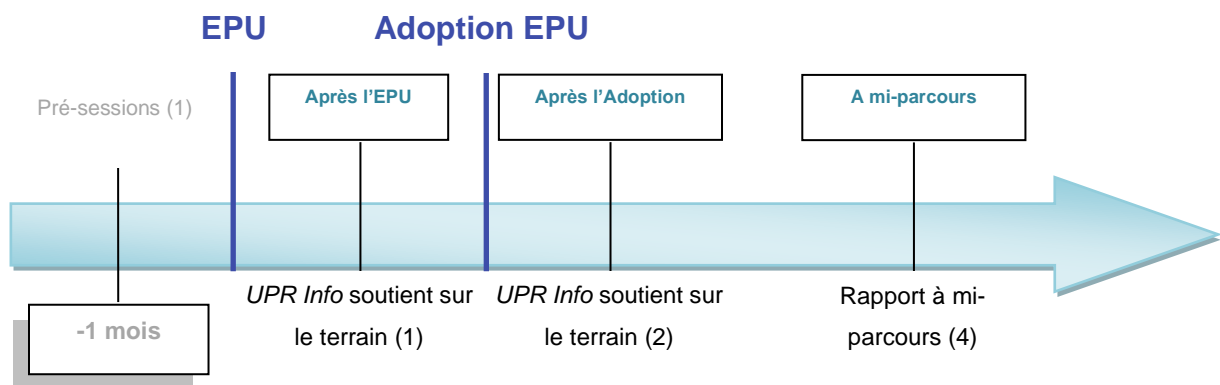 EPU
Adoption EPU
Pré-sessions (1)
Après l’EPU
Après l’Adoption
A mi-parcours
-1 mois
UPR Info soutient sur
le terrain (1)
UPR Info soutient sur
le terrain (2)
Rapport à mi-
parcours (4)